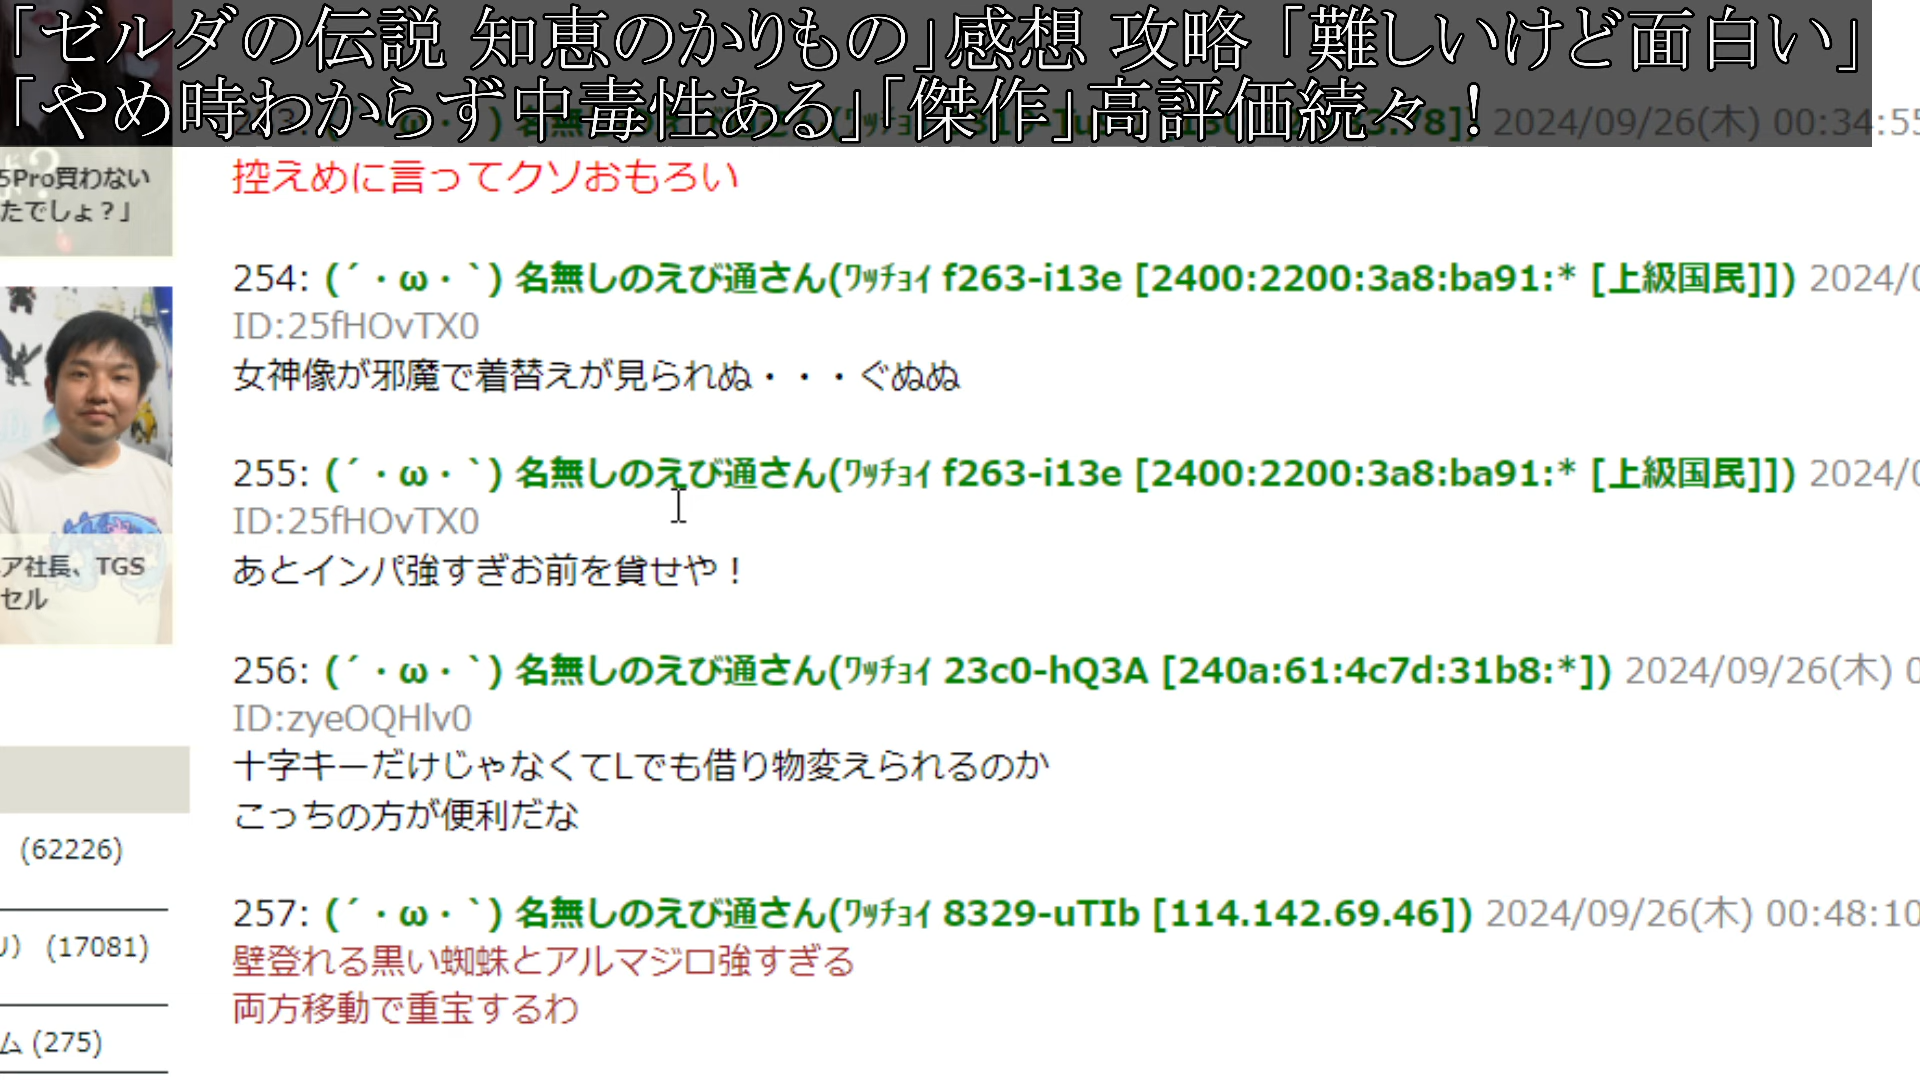 「ゼルダの伝説 知恵のかりもの」感想 攻略 「難しいけど面白い」
「やめ時わからず中毒性ある」「傑作」高評価続々！
2024/09/26(木) 00:34:55
控えめに言ってクソおもろい
5Pro買わない
たでしょ？」
254: (´・ω・`) 名無しのえび通さん(ﾜｯﾁｮｲ f263-i13e [2400:2200:3a8:ba91:* [上級国民]]) 2024/0
ID:25fHOvTX0
女神像が邪魔で着替えが見られぬ・・・ぐぬぬ
255: (´・ω・`) 名無しのえび通さん(ﾜｯﾁｮｲ f263-i13e [2400:2200:3a8:ba91:* [上級国民]]) 2024/0
ID:25fHOvTX0
あとインパ強すぎお前を貸せや！
ア社長、TGS
セル
256: (´・ω・`) 名無しのえび通さん(ﾜｯﾁｮｲ 23c0-hQ3A [240a:61:4c7d:31b8:*]) 2024/09/26(木) 0
ID:zyeOQHlv0
十字キーだけじゃなくてLでも借り物変えられるのか
こっちの方が便利だな
(62226)
257: (´・ω・`) 名無しのえび通さん(ﾜｯﾁｮｲ 8329-uTIb [114.142.69.46]) 2024/09/26(木) 00:48:10
壁登れる黒い蜘蛛とアルマジロ強すぎる
両方移動で重宝するわ
リ） (17081)
ム (275)